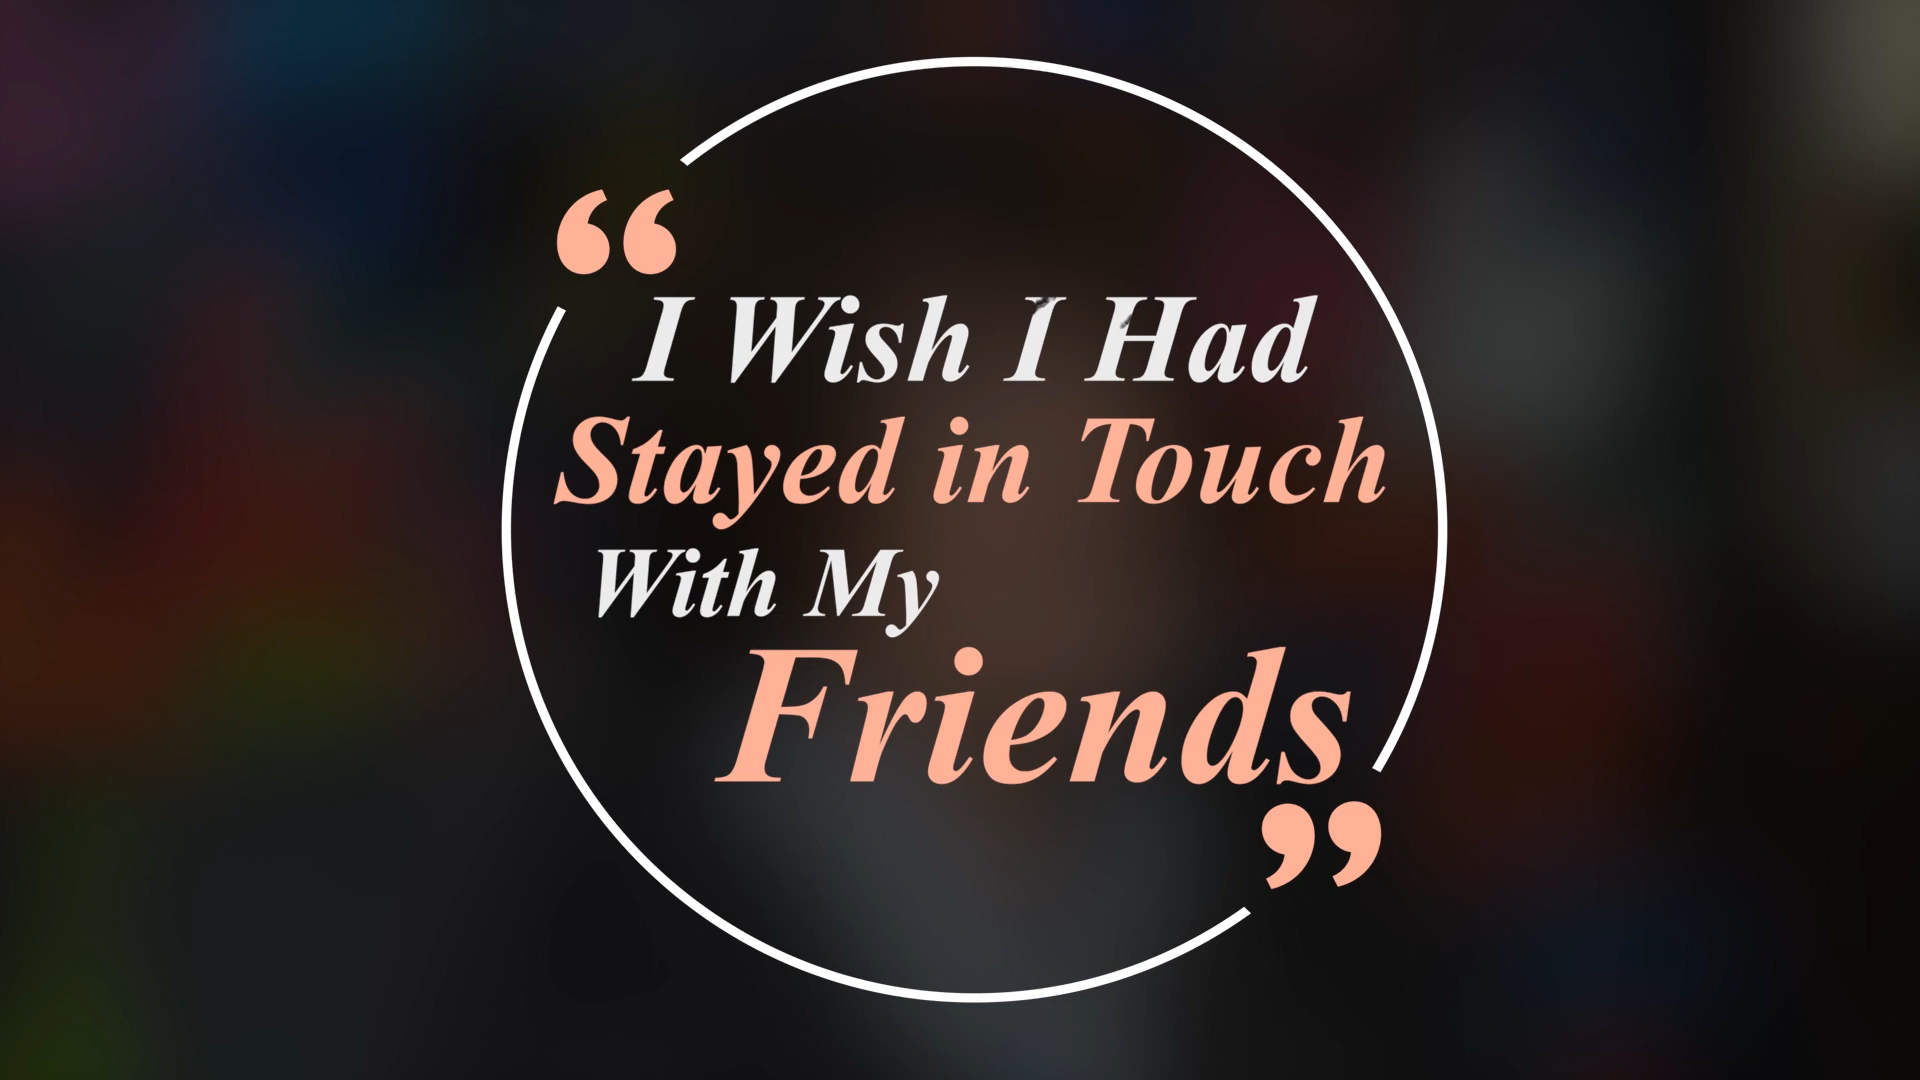 “
I Wish I Had
Stayed in Touch
With My
Friends
”